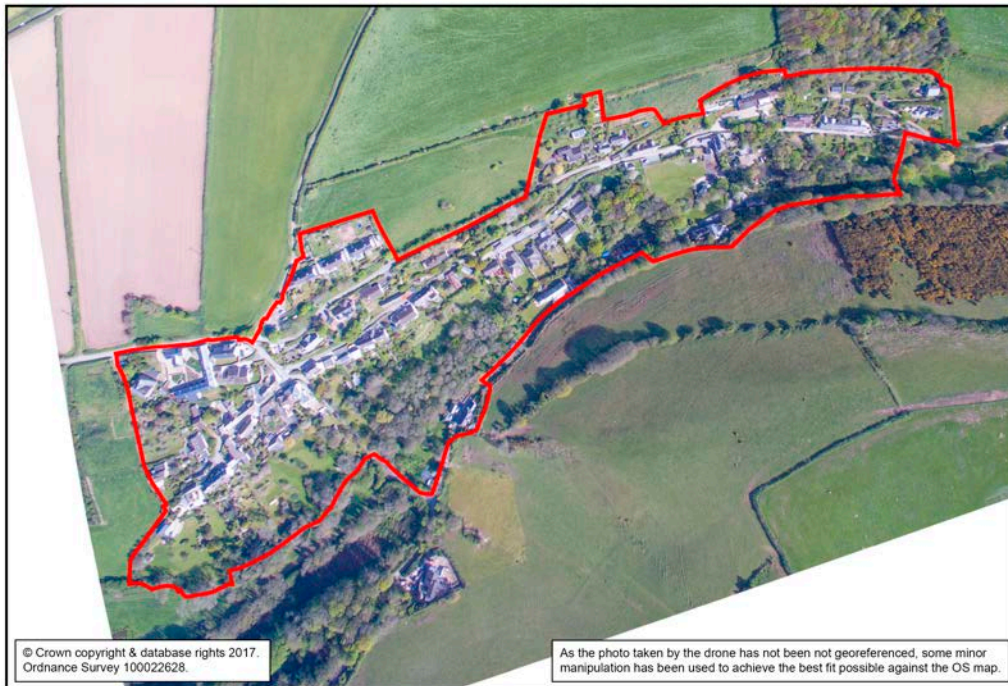 © Crown copyright & database rights 2017.
Ordnance Survey 100022628.
As the photo taken by the drone has not been not georeferenced, some minor
manipulation has been used to achieve the best fit possible against the OS map.